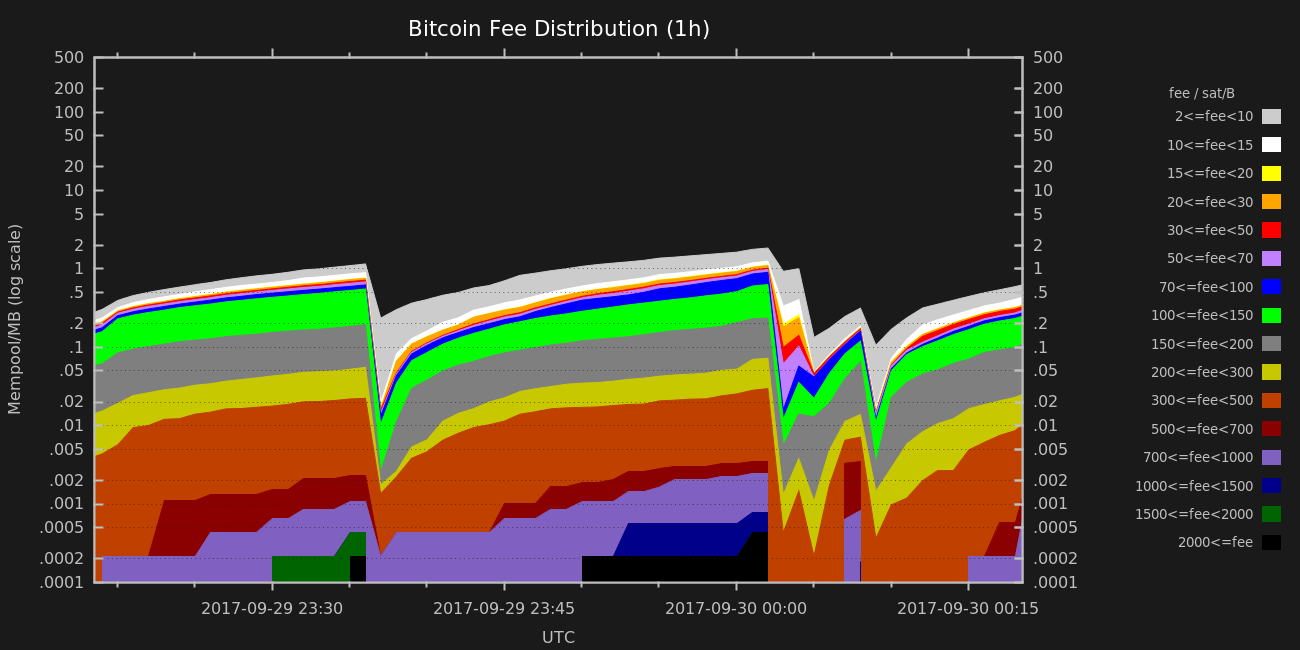 Bitcoin Fee Distribution (1h)
Mempool/MB (log scale)
500
200
100
50
20
10
5
2
1
.5
.2
.1
.05
.02
.01
.005
.002
.001
.0005
.0002
.0001
500
200
100
50
20
10
5
2
1
.5
.2
.1
.05
.02
.01
.005
.002
.001
.0005
.0002
.0001
2017-09-29 23:30
2017-09-29 23:45
2017-09-30 00:00
2017-09-30 00:15
UTC
fee / sat/B
2<=fee<10
10<=fee<15
15<=fee<20
20<=fee<30
30<=fee<50
50<=fee<70
70<=fee<100
100<=fee<150
150<=fee<200
200<=fee<300
300<=fee<500
500<=fee<700
700<=fee<1000
1000<=fee<1500
1500<=fee<2000
2000<=fee